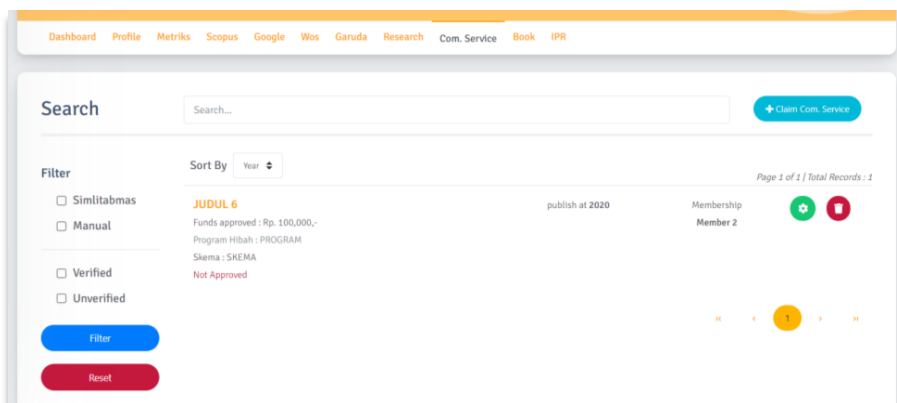 Dashboard Profile Metriks Scopus Google Wos Garuda Research Com. Service Book IPR
Search
Search...
+ Claim Com. Service
Filter
Sort By Year
Page 1 of 1 | Total Records : 1
Simlitabmas
Manual
Verified
Unverified
Filter
Reset
JUDUL 6
Funds approved : Rp. 100,000,-
Program Hibah : PROGRAM
Skema : SKEMA
Not Approved
publish at 2020
Membership
Member 2
« ‹ 1 › »